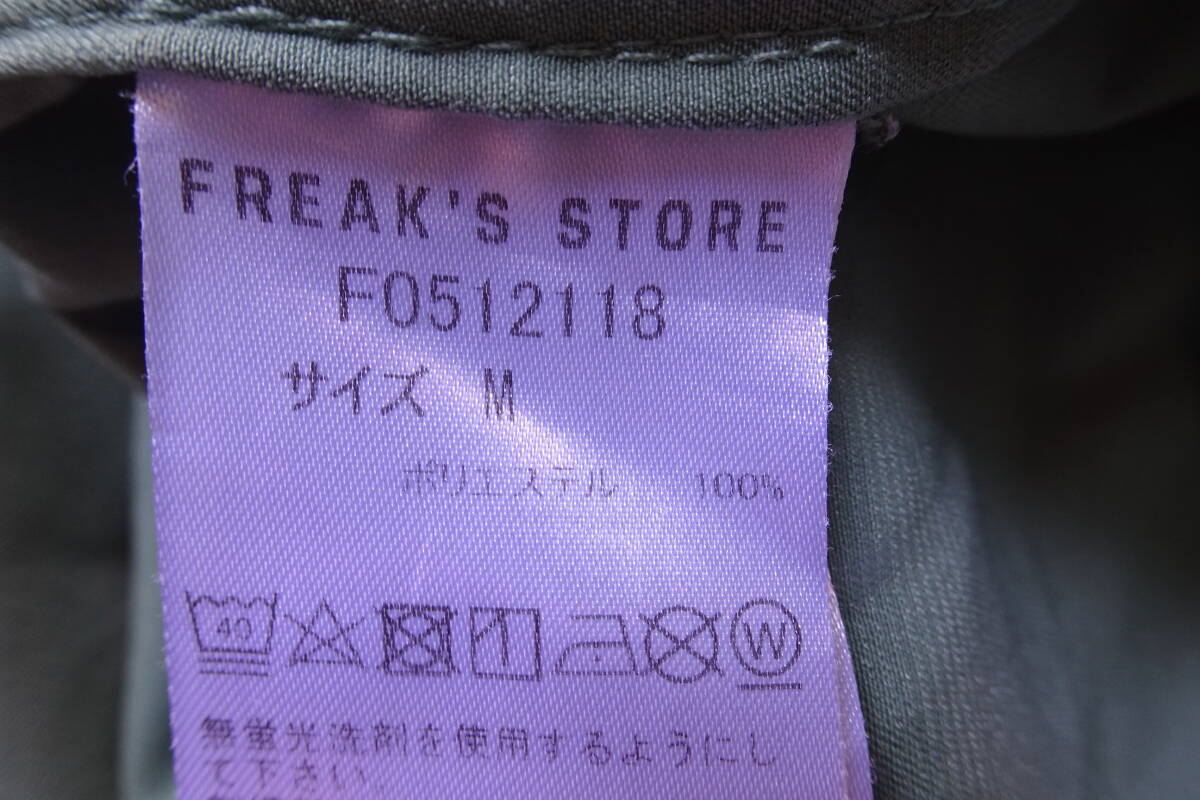 FREAK'S STORE
F0512118
サイズ M
ポリエステル 100%
40 W
無蛍光洗剤を使用するようにし
て下さい.